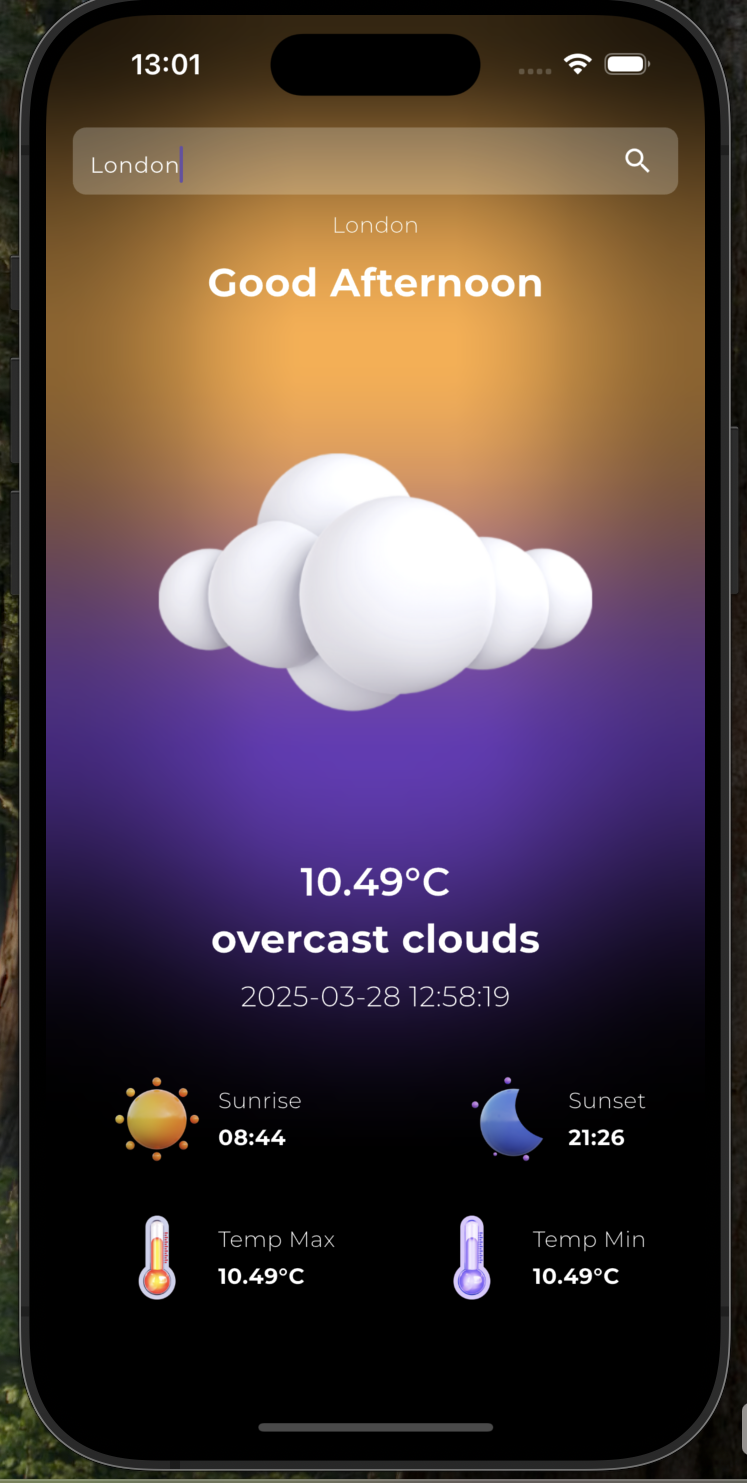 13:01
London
London
Good Afternoon
10.49°C
overcast clouds
2025-03-28 12:58:19
Sunrise
08:44
Sunset
21:26
Temp Max
10.49°C
Temp Min
10.49°C